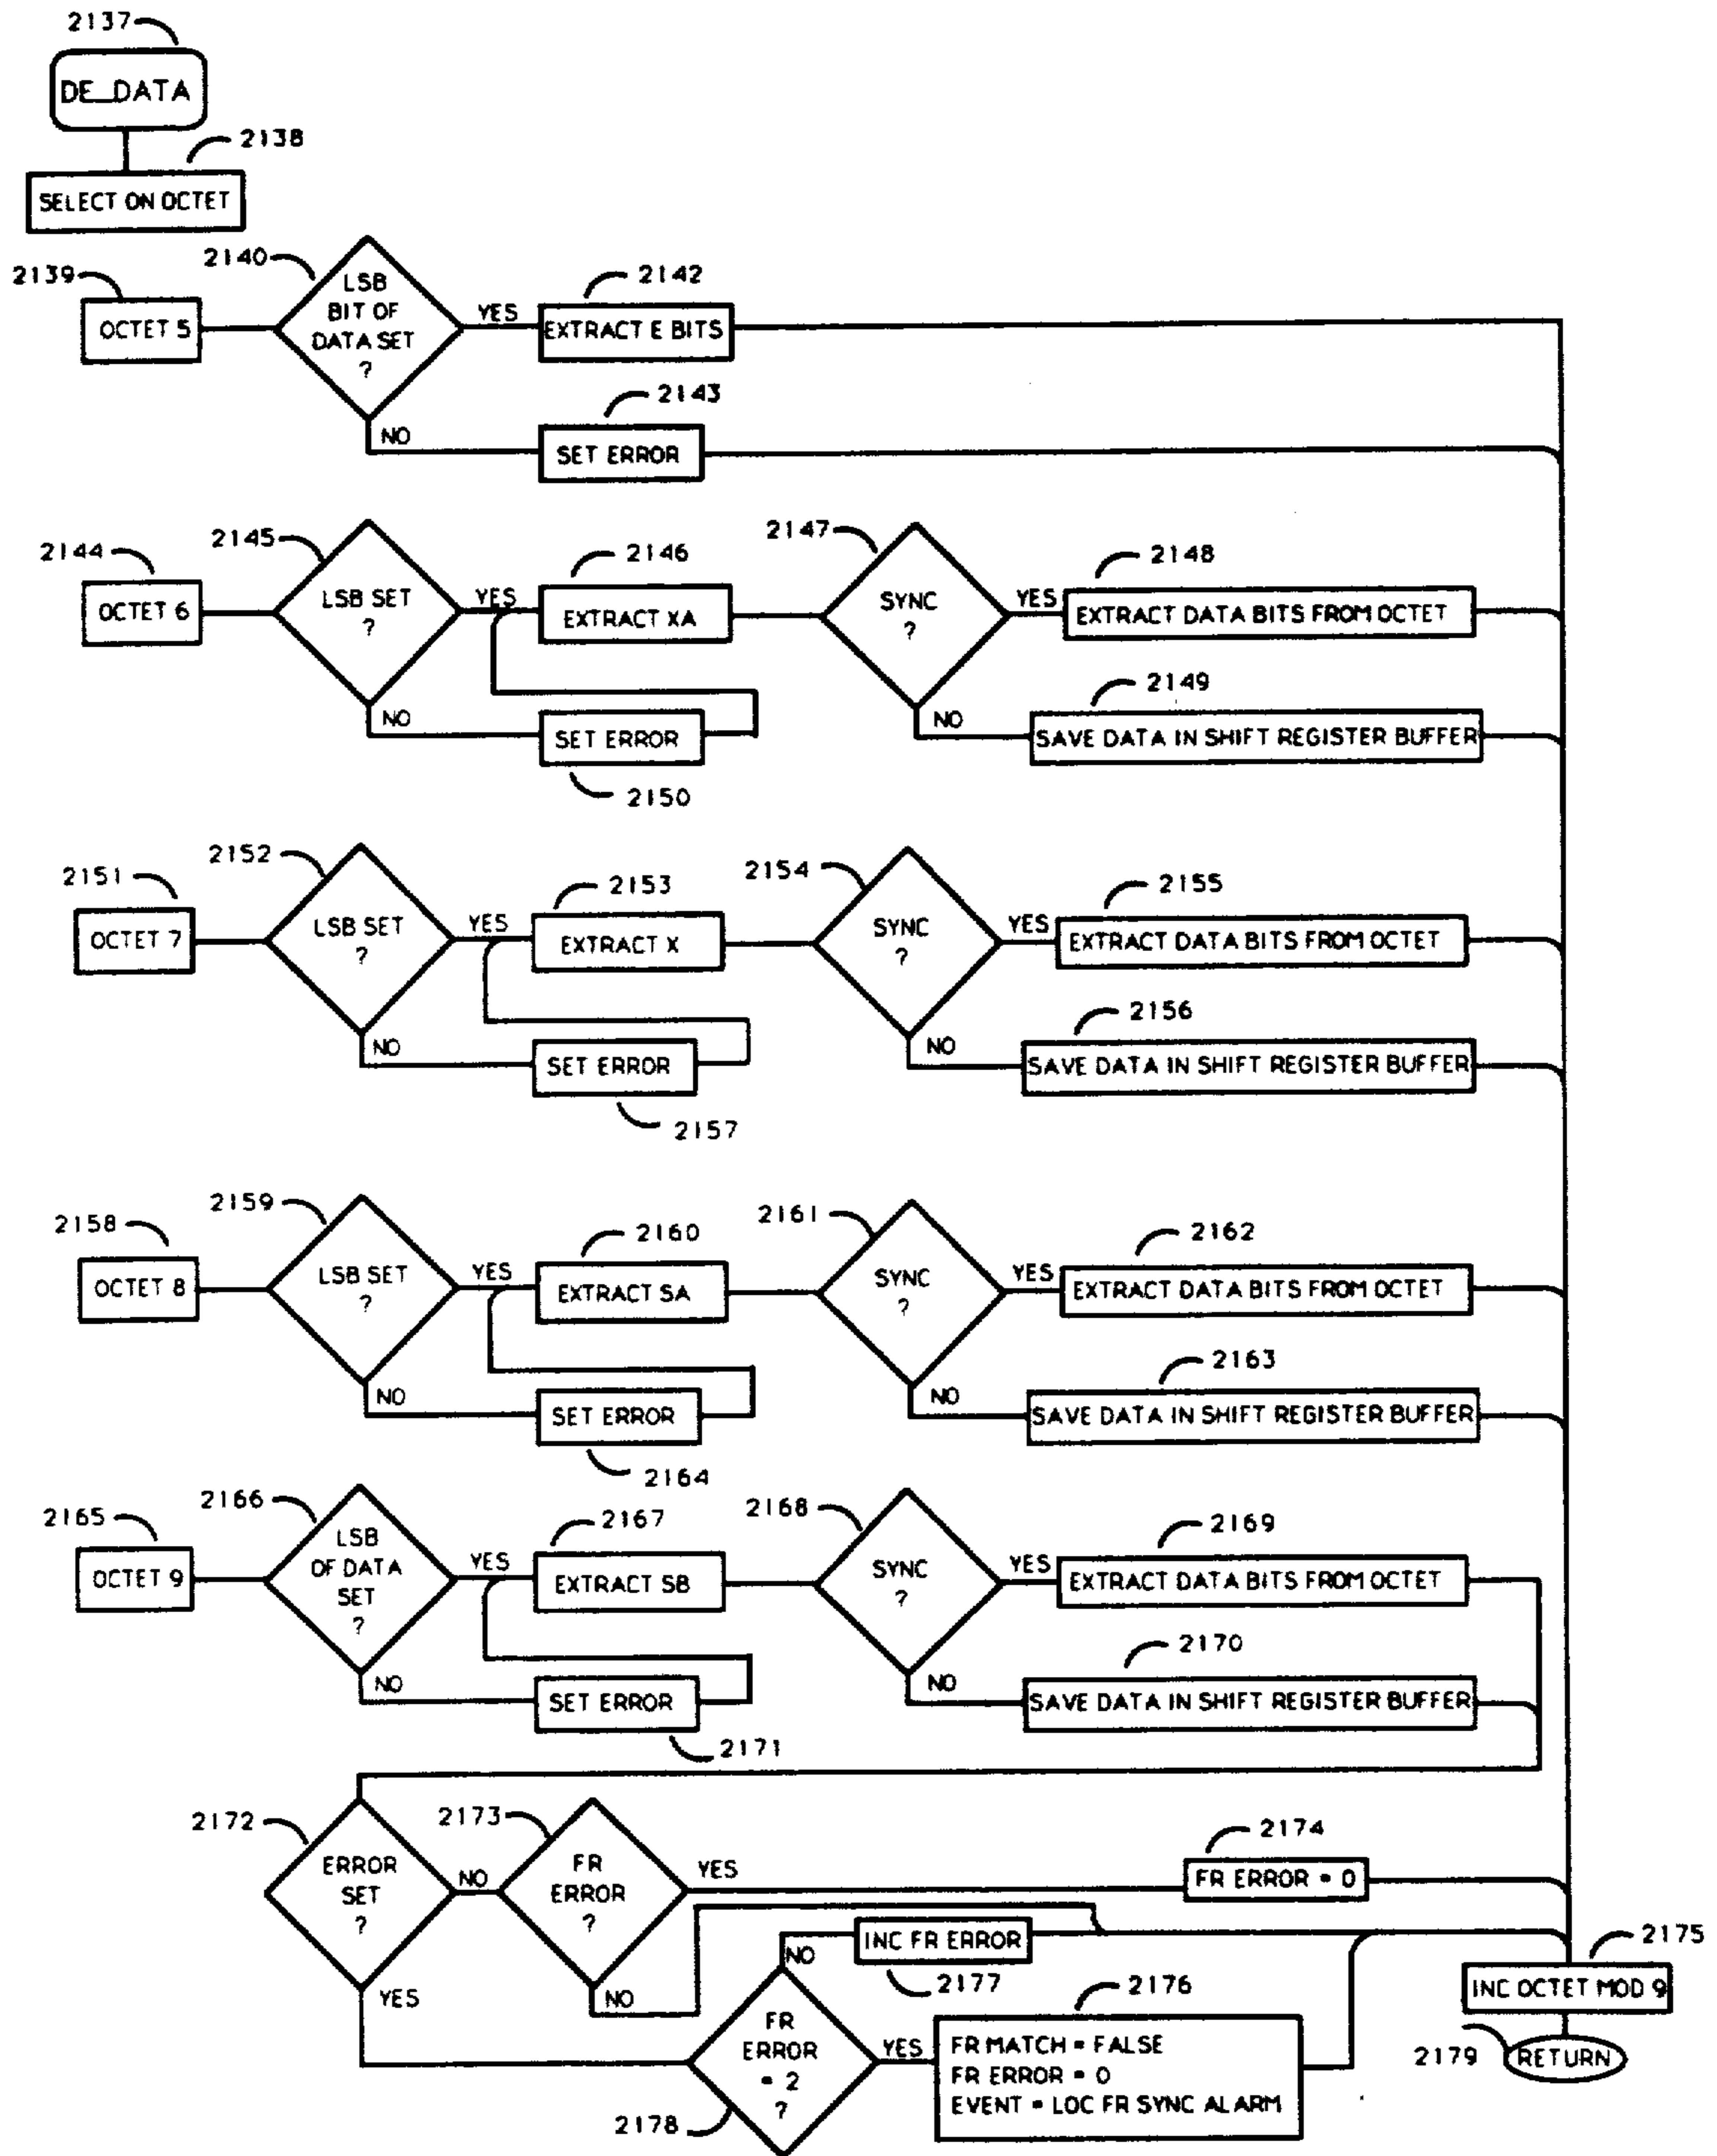 2137
DE_DATA
2138
SELECT ON OCTET
2139
OCTET 5
2140
LSB
BIT OF
DATA SET
?
YES
2142
EXTRACT E BITS
NO
2143
SET ERROR
2144
OCTET 6
2145
LSB SET
?
YES
2146
EXTRACT XA
2147
SYNC
?
YES
2148
EXTRACT DATA BITS FROM OCTET
NO
2149
SAVE DATA IN SHIFT REGISTER BUFFER
NO
SET ERROR
2150
2151
OCTET 7
2152
LSB SET
?
YES
2153
EXTRACT X
2154
SYNC
?
YES
2155
EXTRACT DATA BITS FROM OCTET
NO
2156
SAVE DATA IN SHIFT REGISTER BUFFER
NO
SET ERROR
2157
2158
OCTET 8
2159
LSB SET
?
YES
2160
EXTRACT SA
2161
SYNC
?
YES
2162
EXTRACT DATA BITS FROM OCTET
NO
2163
SAVE DATA IN SHIFT REGISTER BUFFER
NO
SET ERROR
2164
2165
OCTET 9
2166
LSB
OF DATA
SET
?
YES
2167
EXTRACT SB
2168
SYNC
?
YES
2169
EXTRACT DATA BITS FROM OCTET
NO
2170
SAVE DATA IN SHIFT REGISTER BUFFER
NO
SET ERROR
2171
2172
ERROR
SET
?
NO
2173
FR
ERROR
?
YES
2174
FR ERROR = 0
NO
YES
FR
ERROR
= 2
?
2178
NO
INC FR ERROR
2177
YES
2176
FR MATCH = FALSE
FR ERROR = 0
EVENT = LOC FR SYNC ALARM
2175
INC OCTET MOD 9
2179
RETURN